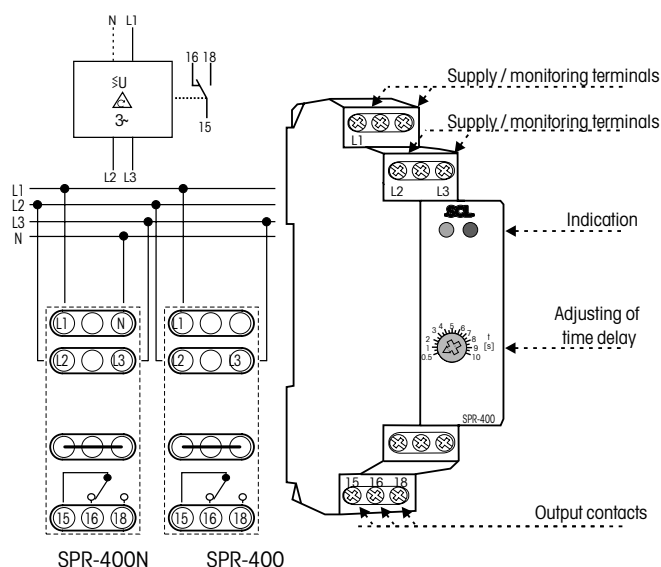 N L1
16 18
Supply / monitoring terminals
≥U
3~
15
L1
Supply / monitoring terminals
L2 L3
L2 L3
L1
L2
L3
N
SCL
Indication
L1 N
L1
Adjusting of
time delay
0.5 1 2 3 4 5 6 7 8 9 10
t
[s]
L2 L3
L2 L3
SPR-400
15 16 18
15 16 18
15 16 18
Output contacts
SPR-400N
SPR-400